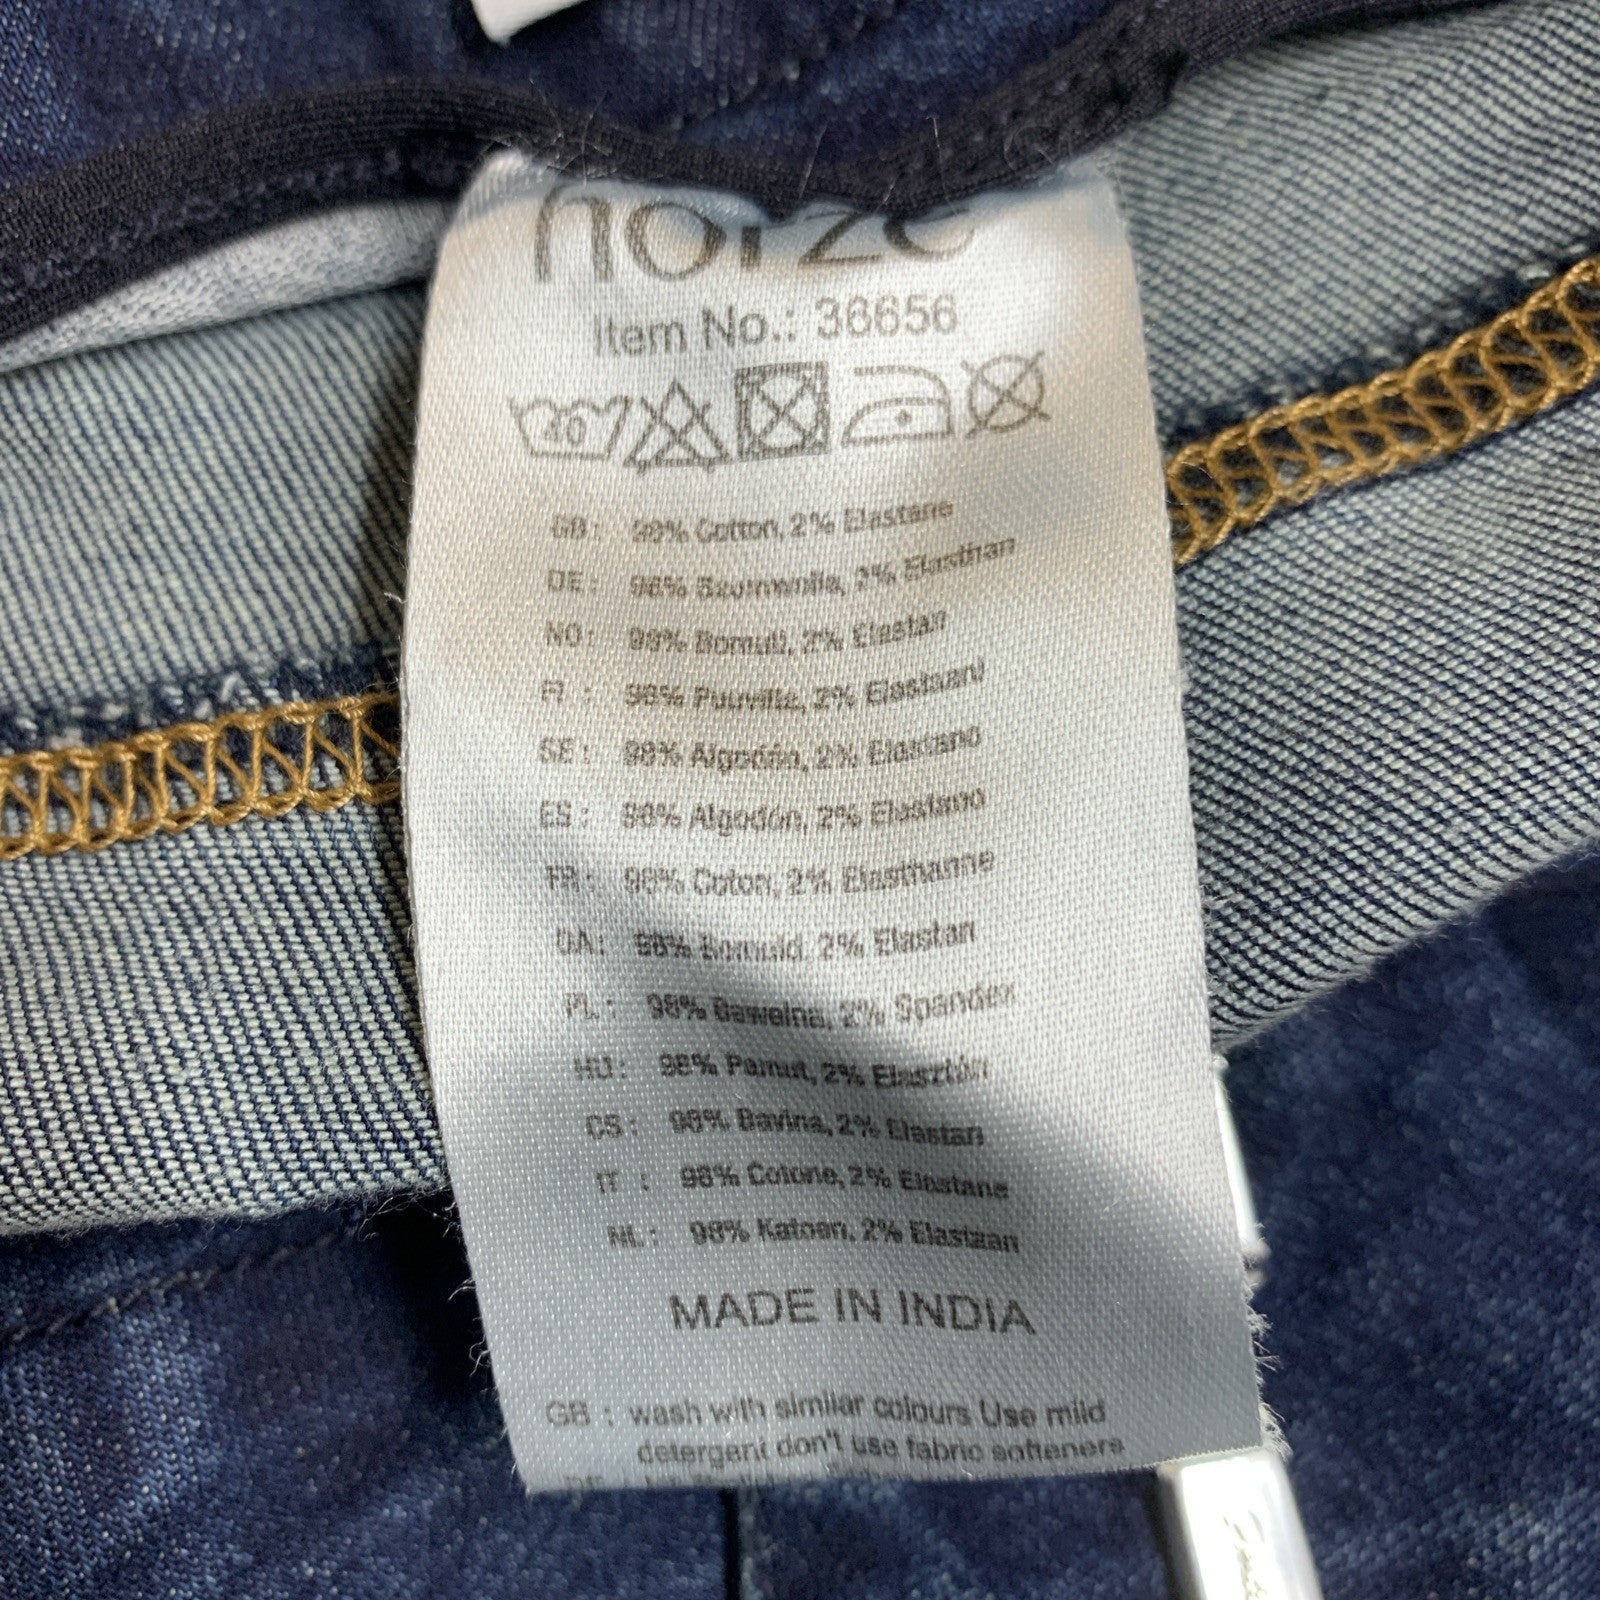 noize
Item No.: 36656
40
GB: 98% Cotton, 2% Elastane
DE: 98% Baumwolle, 2% Elasthan
NO: 98% Bomull, 2% Elastan
FI: 98% Puuvilla, 2% Elastaani
SE: 98% Algodón, 2% Elastano
ES: 98% Algodón, 2% Elastano
FR: 98% Coton, 2% Elasthanne
DA: 98% Bomuld, 2% Elastan
PL: 98% Bawelna, 2% Spandex
HU: 98% Pamut, 2% Elasztán
CS: 98% Bavlna, 2% Elastan
IT: 98% Cotone, 2% Elastane
NL: 98% Katoen, 2% Elastaan
MADE IN INDIA
GB: wash with similar colours Use mild
detergent don't use fabric softeners